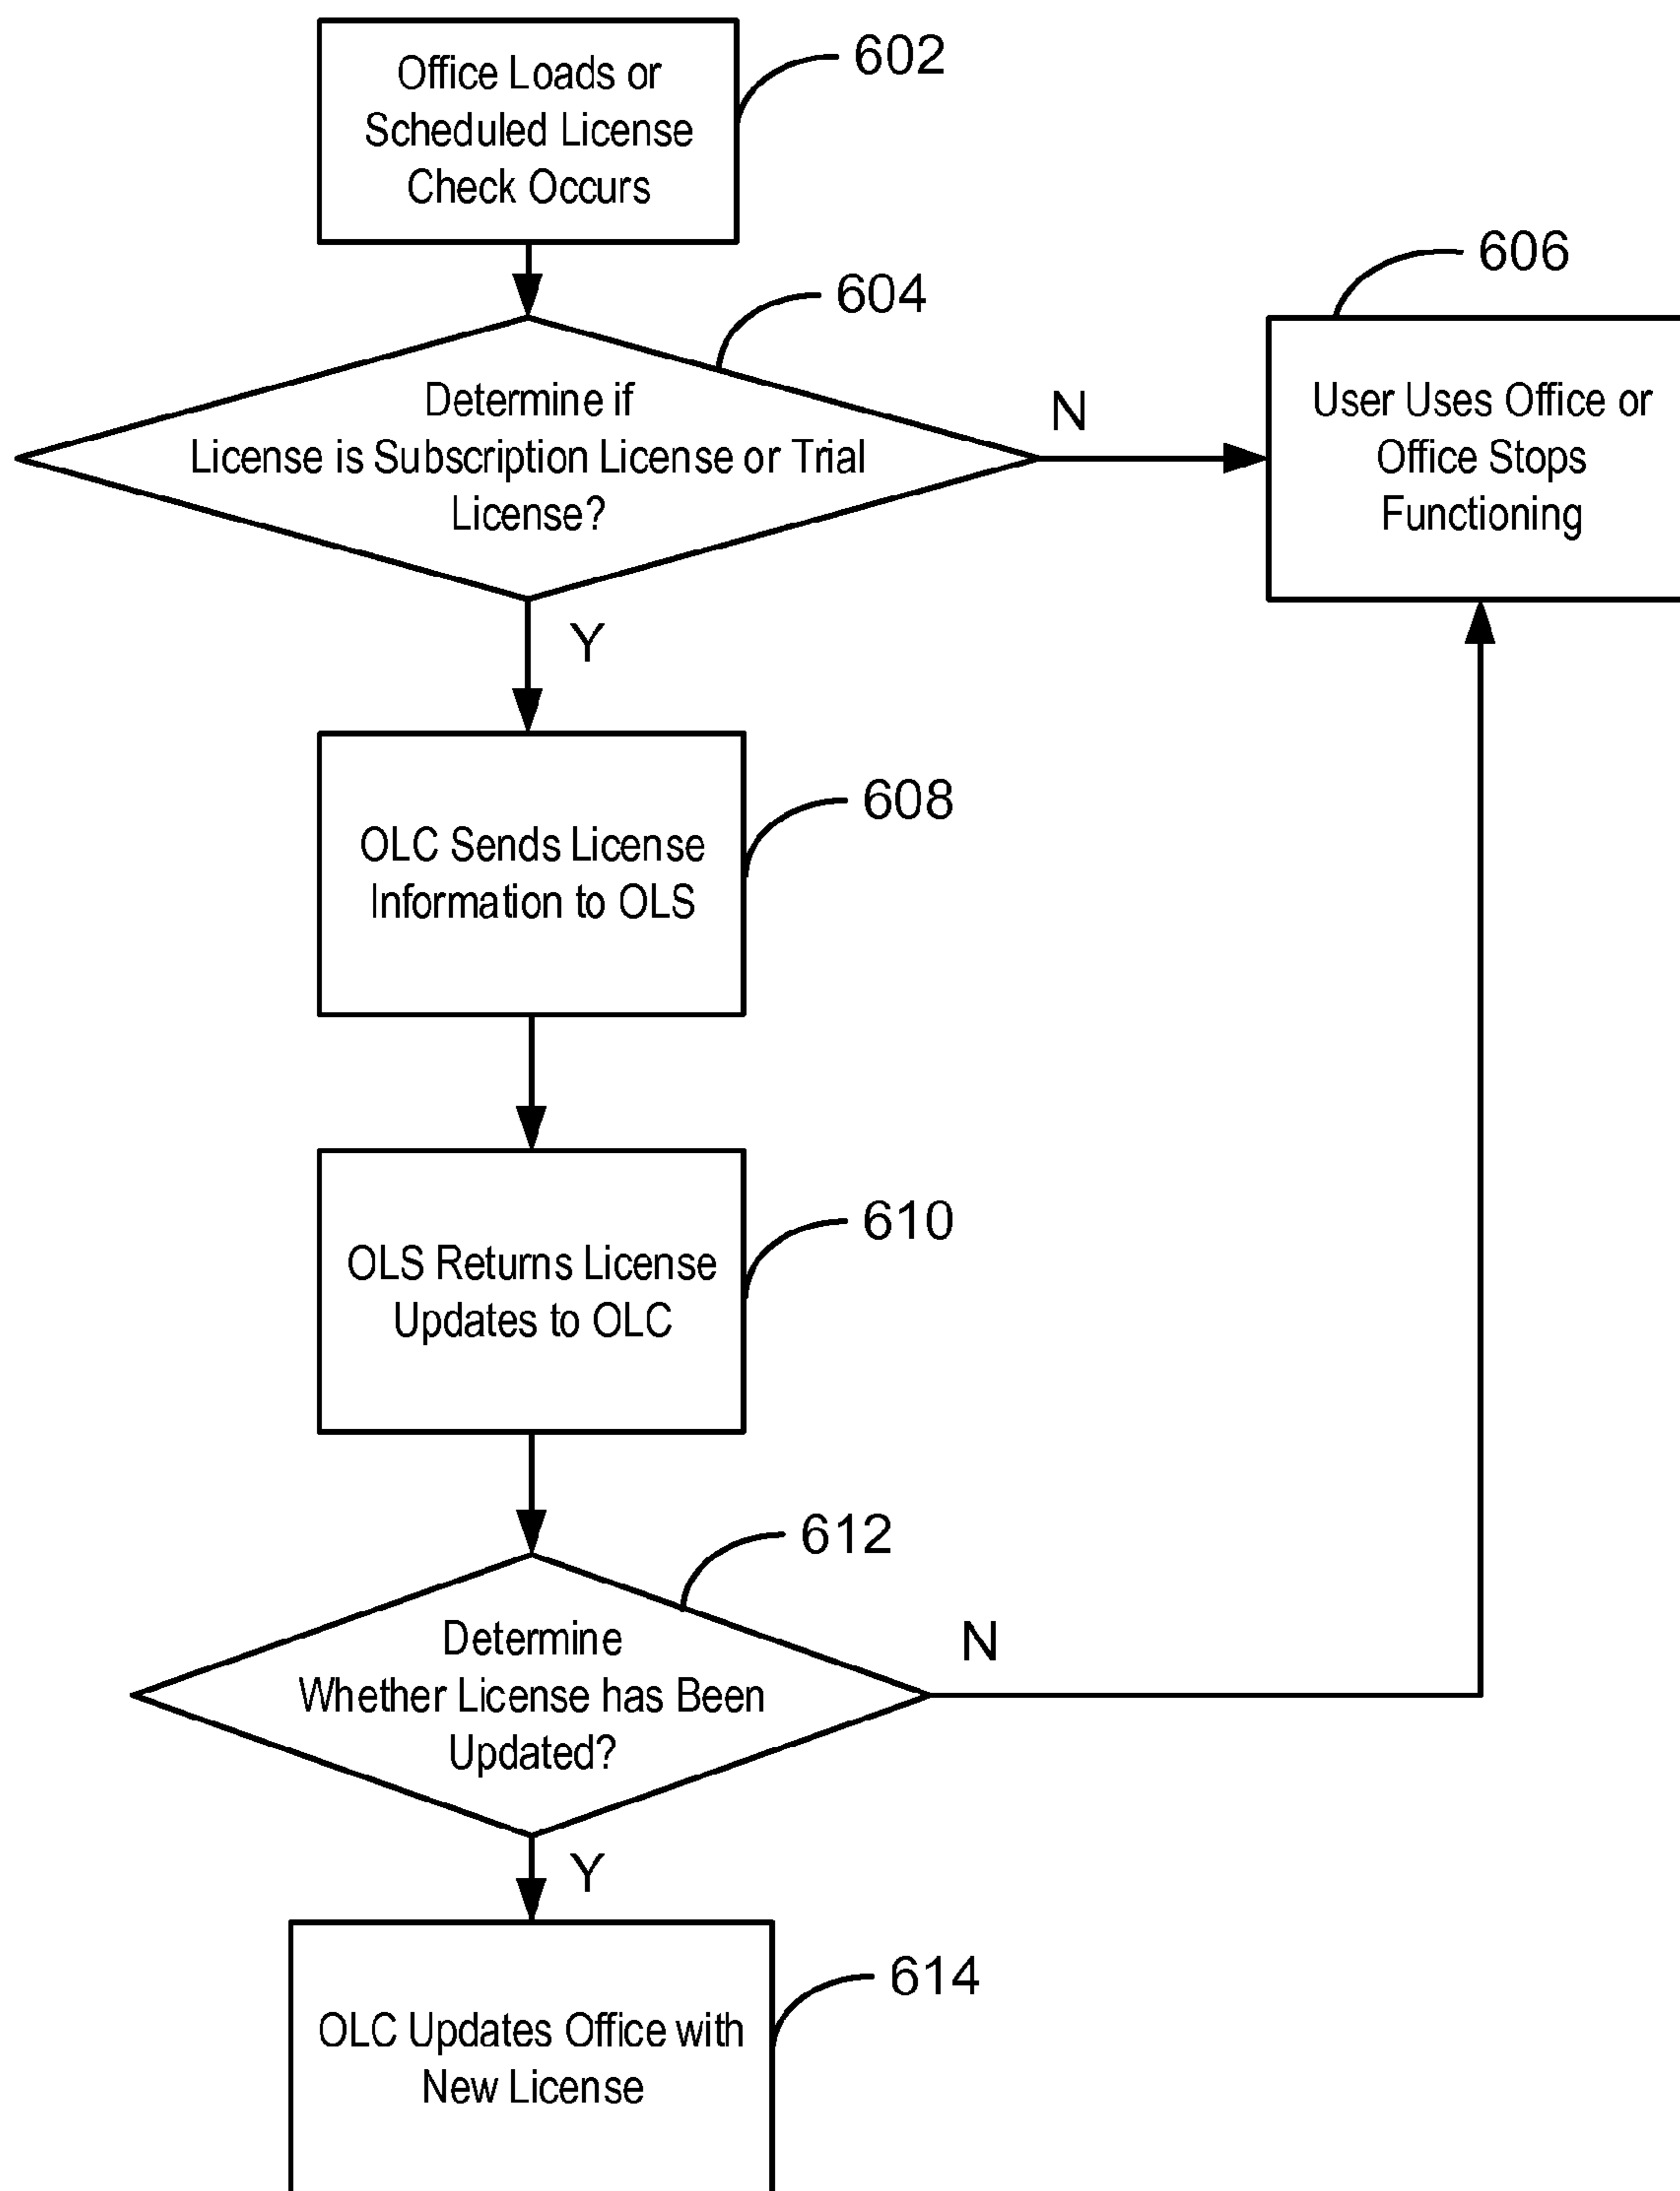 Office Loads or
Scheduled License
Check Occurs
602
604
Determine if
License is Subscription License or Trial
License?
N
606
User Uses Office or
Office Stops
Functioning
Y
OLC Sends License
Information to OLS
608
OLS Returns License
Updates to OLC
610
612
Determine
Whether License has Been
Updated?
N
Y
OLC Updates Office with
New License
614